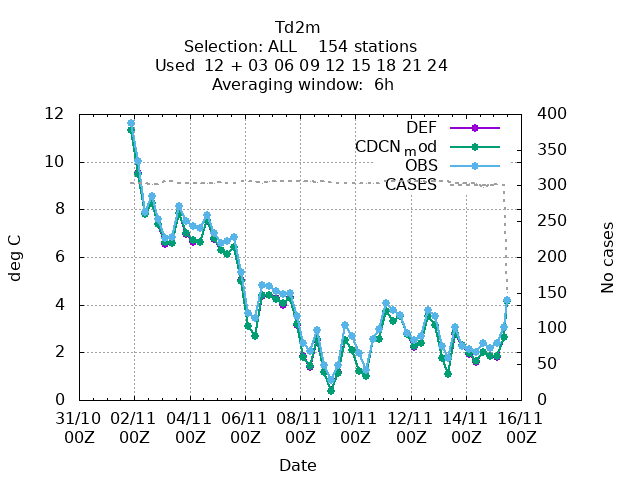 Td2m
Selection: ALL    154 stations
Used  12 + 03 06 09 12 15 18 21 24
Averaging window:  6h
12
10
8
6
4
2
0
deg C
DEF
CDCN_mod
OBS
CASES
400
350
300
250
200
150
100
50
0
No cases
31/10 02/11 04/11 06/11 08/11 10/11 12/11 14/11 16/11
00Z 00Z 00Z 00Z 00Z 00Z 00Z 00Z 00Z
Date